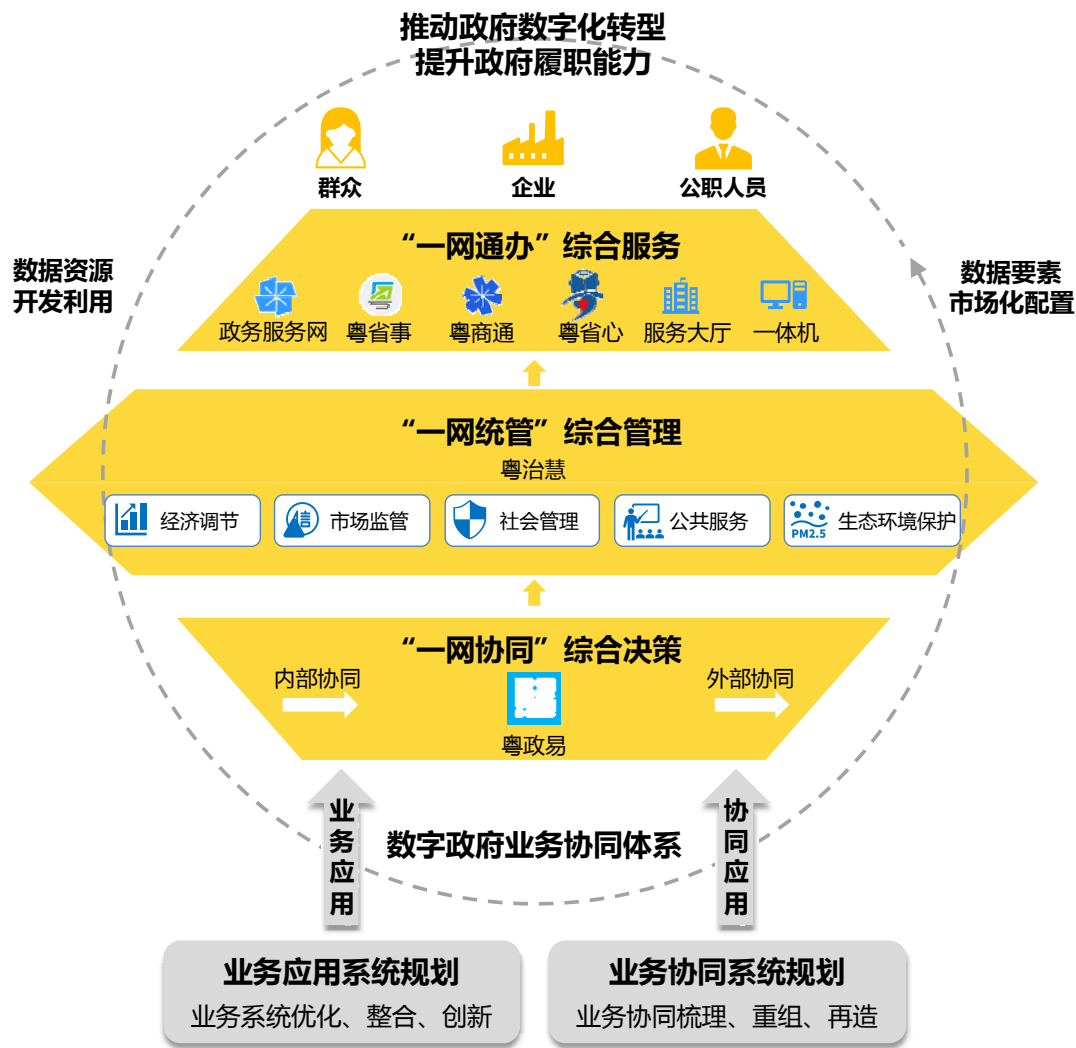 推动政府数字化转型
提升政府履职能力
群众
企业
公职人员
数据资源
开发利用
数据要素
市场化配置
“一网通办”综合服务
政务服务网
粤省事
粤商通
粤省心
服务大厅
一体机
“一网统管”综合管理
粤治慧
经济调节
信
市场监管
社会管理
公共服务
PM2.5
生态环境保护
“一网协同”综合决策
内部协同
外部协同
粤政易
业务应用
协同应用
数字政府业务协同体系
业务应用系统规划
业务系统优化、整合、创新
业务协同系统规划
业务协同梳理、重组、再造